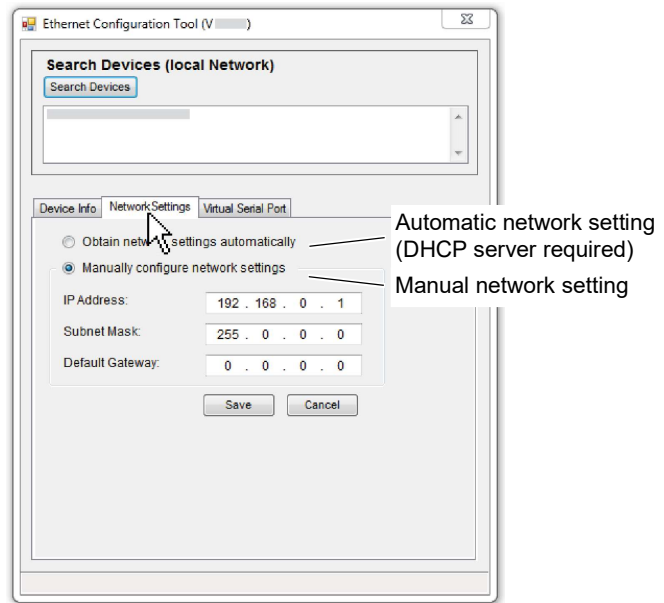 Ethernet Configuration Tool (V )
Search Devices (local Network)
Search Devices
Device Info Network Settings Virtual Serial Port
Obtain network settings automatically
Automatic network setting
(DHCP server required)
Manually configure network settings
Manual network setting
IP Address: 192 . 168 . 0 . 1
Subnet Mask: 255 . 0 . 0 . 0
Default Gateway: 0 . 0 . 0 . 0
Save Cancel